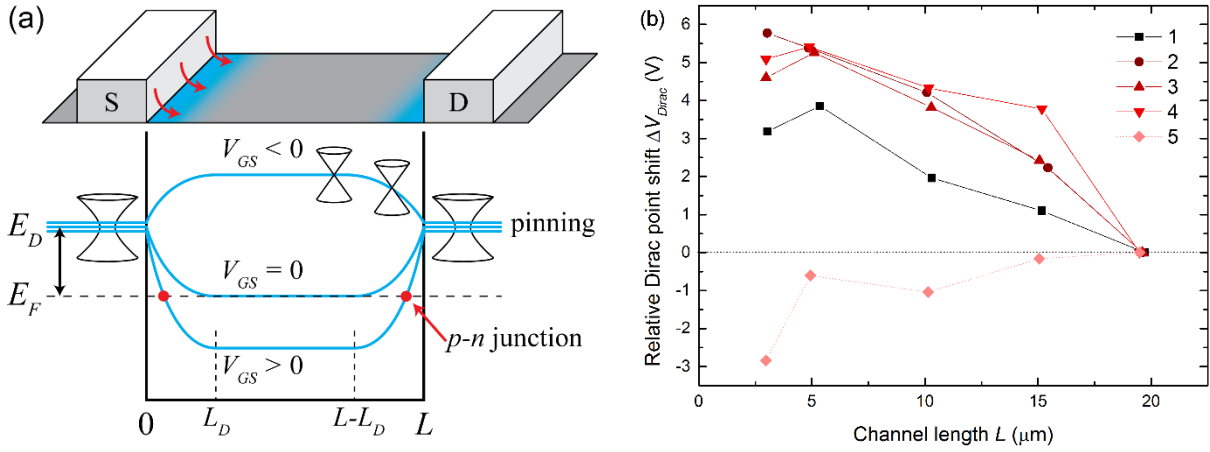 (a)
S
D
V_GS < 0
E_D
pinning
V_GS = 0
E_F
p-n junction
V_GS > 0
0
L_D
L-L_D
L
(b)
Relative Dirac point shift ΔV_Dirac (V)
6
5
4
3
2
1
0
-1
-2
-3
1
2
3
4
5
0
5
10
15
20
Channel length L (μm)